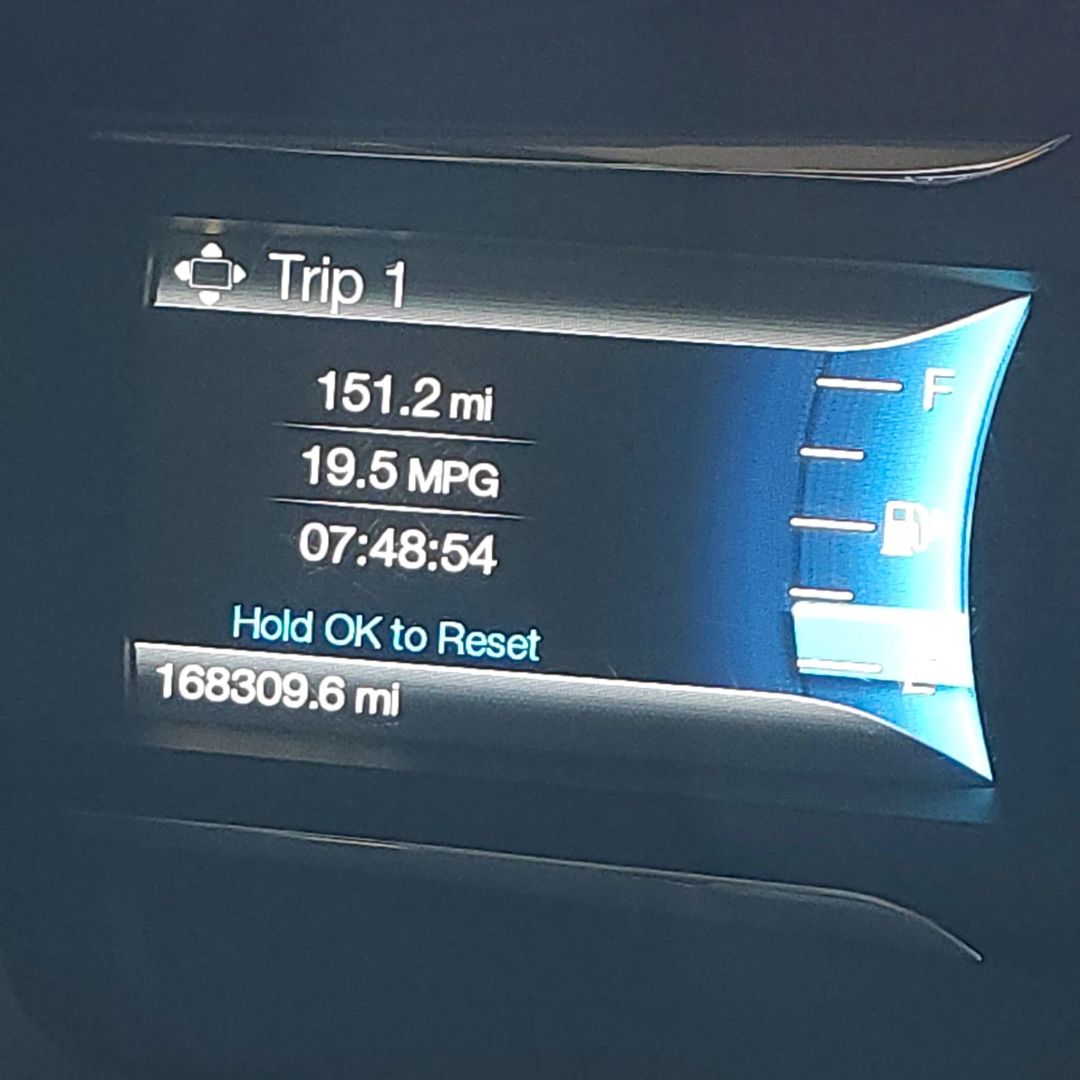 Trip 1
151.2 mi
F
19.5 MPG
07:48:54
Hold OK to Reset
E
168309.6 mi